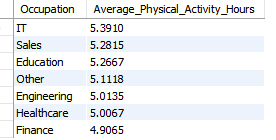 Occupation Average_Physical_Activity_Hours
IT 5.3910
Sales 5.2815
Education 5.2667
Other 5.1118
Engineering 5.0135
Healthcare 5.0067
Finance 4.9065